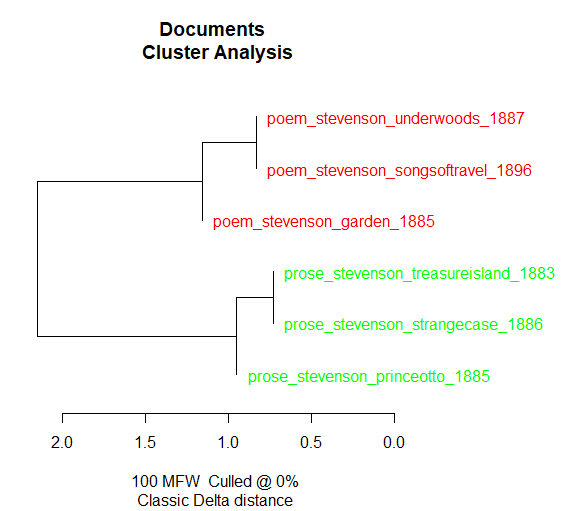 Documents
Cluster Analysis
poem_stevenson_underwoods_1887
poem_stevenson_songsoftravel_1896
poem_stevenson_garden_1885
prose_stevenson_treasureisland_1883
prose_stevenson_strangecase_1886
prose_stevenson_princeotto_1885
2.0 1.5 1.0 0.5 0.0
100 MFW Culled @ 0%
Classic Delta distance